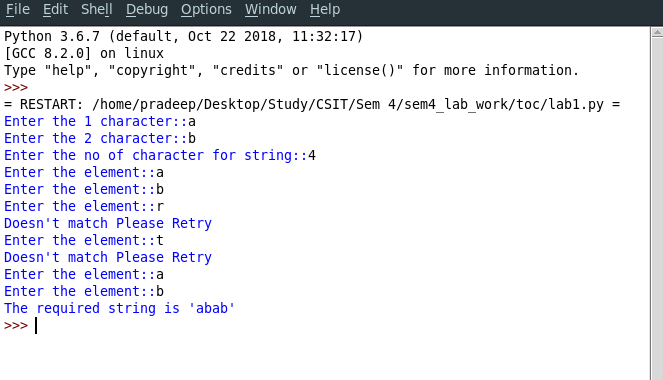 File Edit Shell Debug Options Window Help
Python 3.6.7 (default, Oct 22 2018, 11:32:17)
[GCC 8.2.0] on linux
Type "help", "copyright", "credits" or "license()" for more information.
>>>
= RESTART: /home/pradeep/Desktop/Study/CSIT/Sem 4/sem4_lab_work/toc/lab1.py =
Enter the 1 character::a
Enter the 2 character::b
Enter the no of character for string::4
Enter the element::a
Enter the element::b
Enter the element::r
Doesn't match Please Retry
Enter the element::t
Doesn't match Please Retry
Enter the element::a
Enter the element::b
The required string is 'abab'
>>>